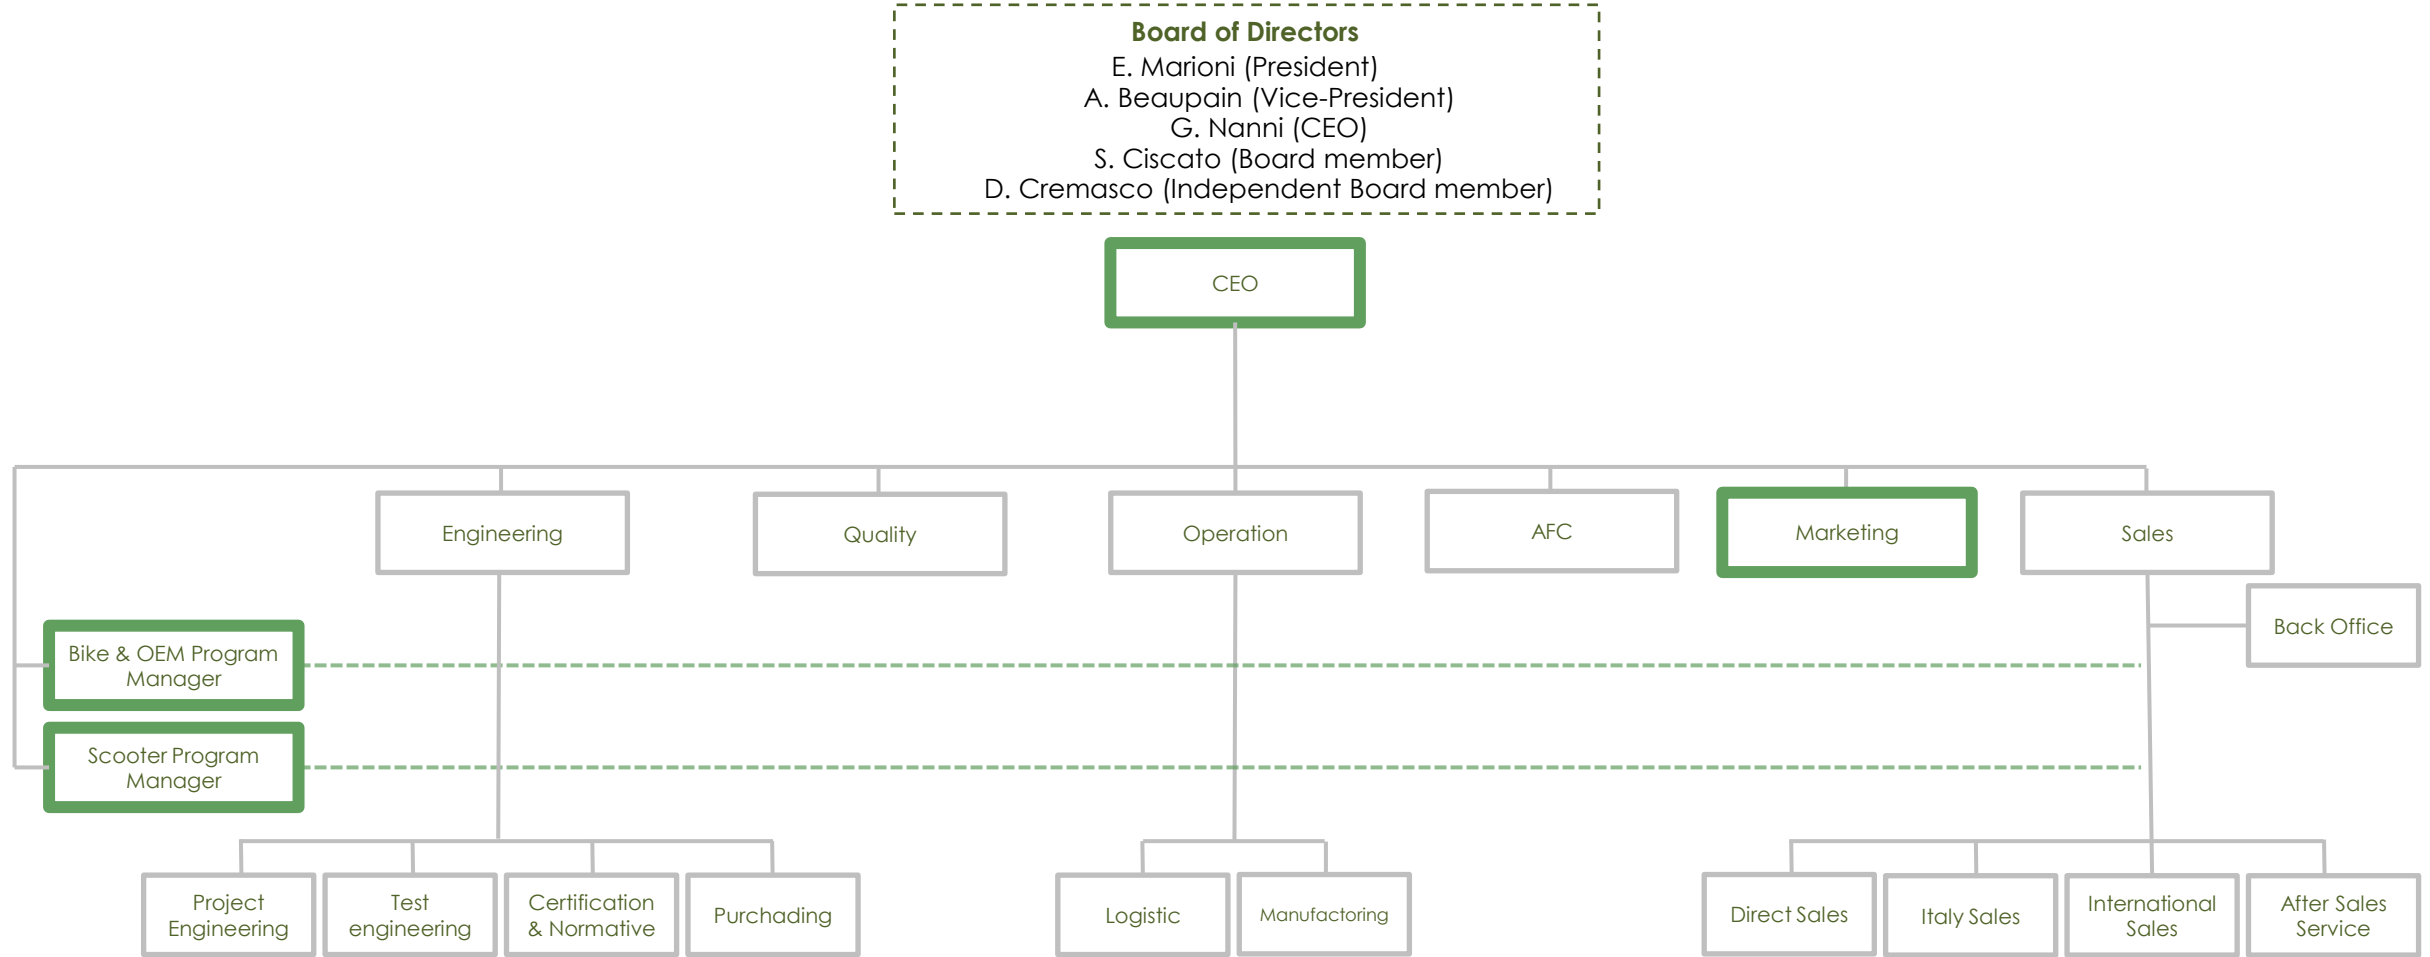 Board of Directors
E. Marioni (President)
A. Beaupain (Vice-President)
G. Nanni (CEO)
S. Ciscato (Board member)
D. Cremasco (Independent Board member)
CEO
Engineering
Quality
Operation
AFC
Marketing
Sales
Back Office
Bike & OEM Program
Manager
Scooter Program
Manager
Project
Engineering
Test
engineering
Certification
& Normative
Purchading
Logistic
Manufactoring
Direct Sales
Italy Sales
International
Sales
After Sales
Service